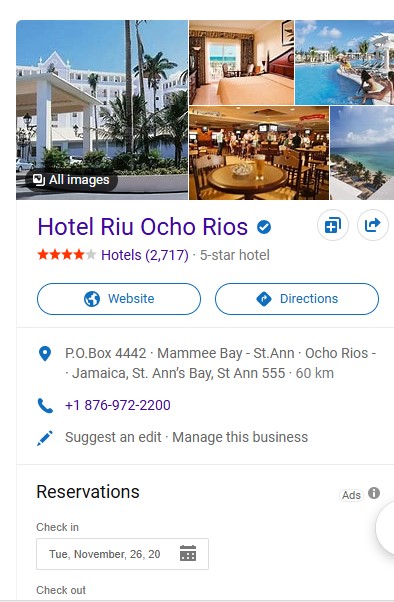 All images
Hotel Riu Ocho Rios
Hotels (2,717) · 5-star hotel
Website
Directions
P.O.Box 4442 · Mammee Bay - St.Ann · Ocho Rios -
· Jamaica, St. Ann’s Bay, St Ann 555 · 60 km
+1 876-972-2200
Suggest an edit · Manage this business
Reservations
Ads
Check in
Tue, November, 26, 20
Check out